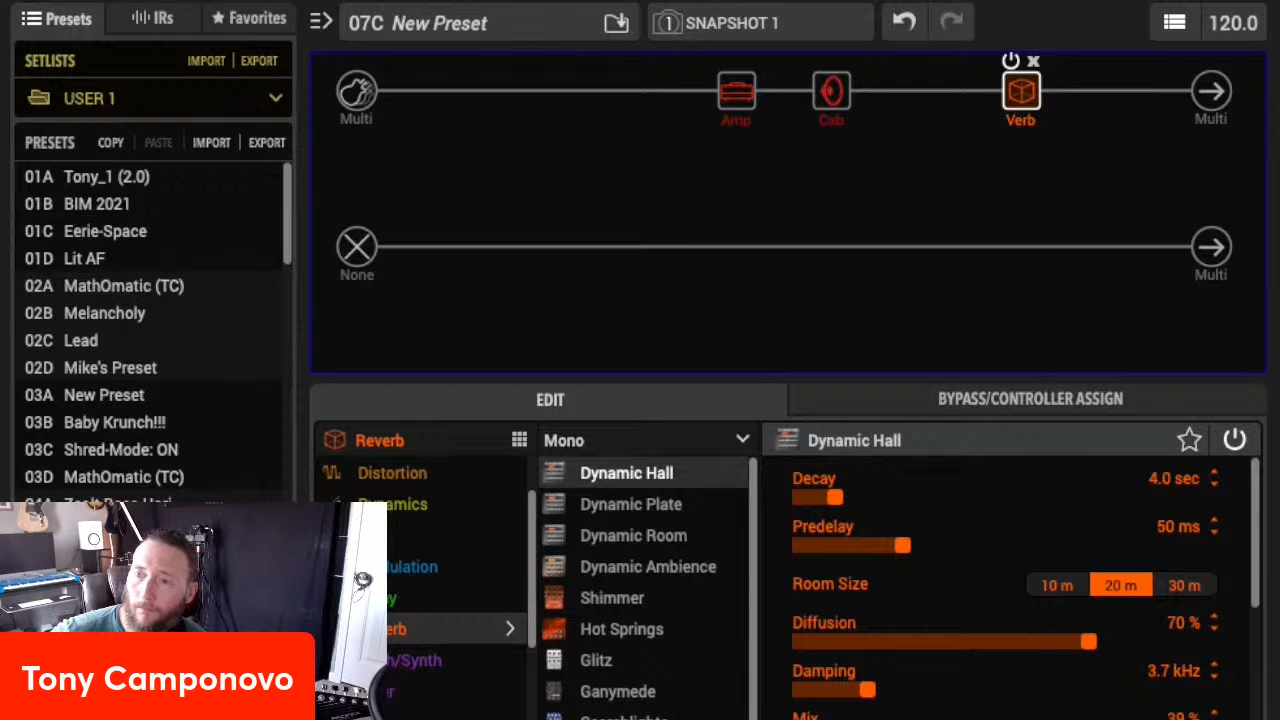 Presets IRs Favorites
SETLISTS IMPORT EXPORT
USER 1
PRESETS COPY PASTE IMPORT EXPORT
01A Tony_1 (2.0)
01B BIM 2021
01C Eerie-Space
01D Lit AF
02A MathOmatic (TC)
02B Melancholy
02C Lead
02D Mike's Preset
03A New Preset
03B Baby Krunch!!!
03C Shred-Mode: ON
03D MathOmatic (TC)
07C New Preset 1 SNAPSHOT 1 120.0
X
Multi Amp Cab Verb Multi
None Multi
EDIT BYPASS/CONTROLLER ASSIGN
Reverb
Distortion
Mono
Dynamic Hall
Dynamic Plate
Dynamic Room
Dynamic Ambience
Shimmer
Hot Springs
Glitz
Ganymede
Dynamic Hall
Decay 4.0 sec
Predelay 50 ms
Room Size 10 m 20 m 30 m
Diffusion 70 %
Damping 3.7 kHz
Mix 39 %
Tony Camponovo